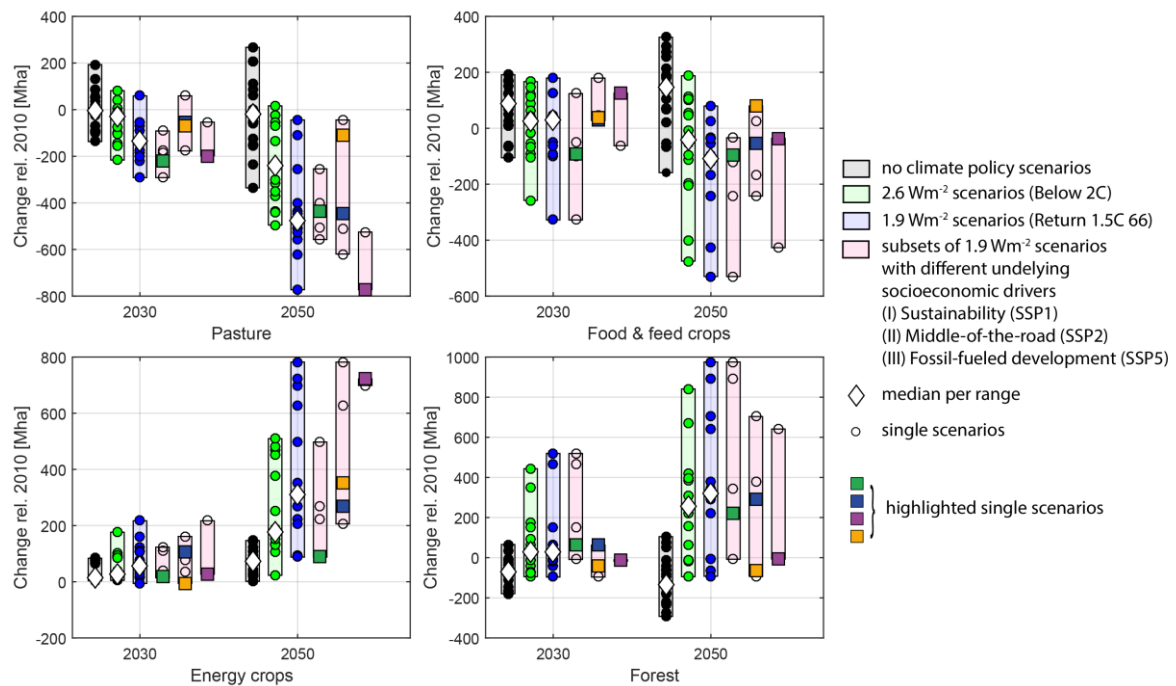 400
200
0
-200
-400
-600
-800
Change rel. 2010 [Mha]
2030
2050
Pasture
400
200
0
-200
-400
-600
Change rel. 2010 [Mha]
2030
2050
Food & feed crops
800
600
400
200
0
-200
Change rel. 2010 [Mha]
2030
2050
Energy crops
1000
800
600
400
200
0
-200
-400
Change rel. 2010 [Mha]
2030
2050
Forest
no climate policy scenarios
2.6 Wm-2 scenarios (Below 2C)
1.9 Wm-2 scenarios (Return 1.5C 66)
subsets of 1.9 Wm-2 scenarios
with different undelying
socioeconomic drivers
(I) Sustainability (SSP1)
(II) Middle-of-the-road (SSP2)
(III) Fossil-fueled development (SSP5)
median per range
single scenarios
highlighted single scenarios